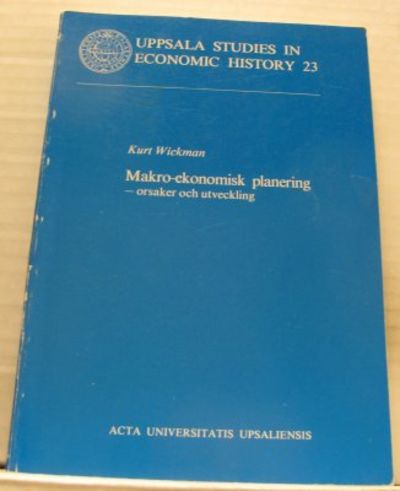 UPPSALA STUDIES IN
ECONOMIC HISTORY 23
Kurt Wickman
Makro-ekonomisk planering
– orsaker och utveckling
ACTA UNIVERSITATIS UPSALIENSIS